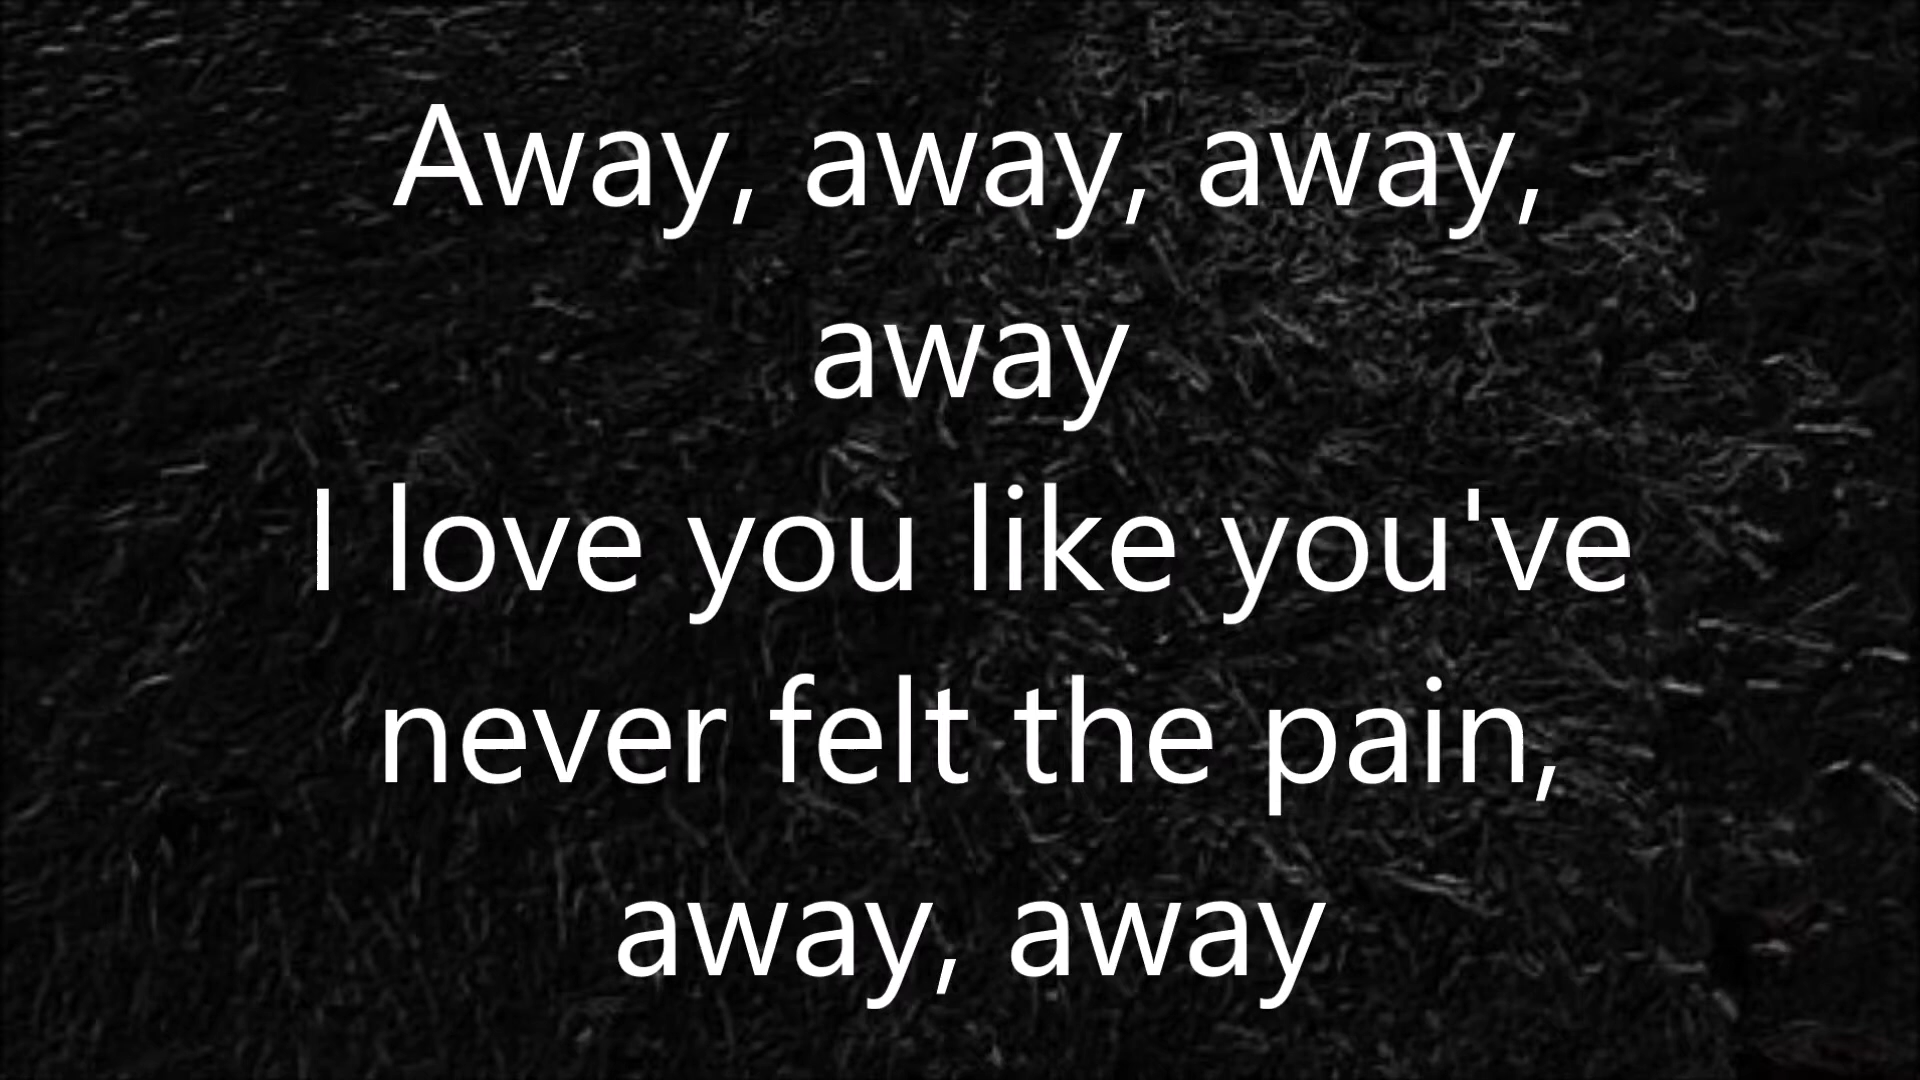 Away, away, away,
away
I love you like you've
never felt the pain,
away, away